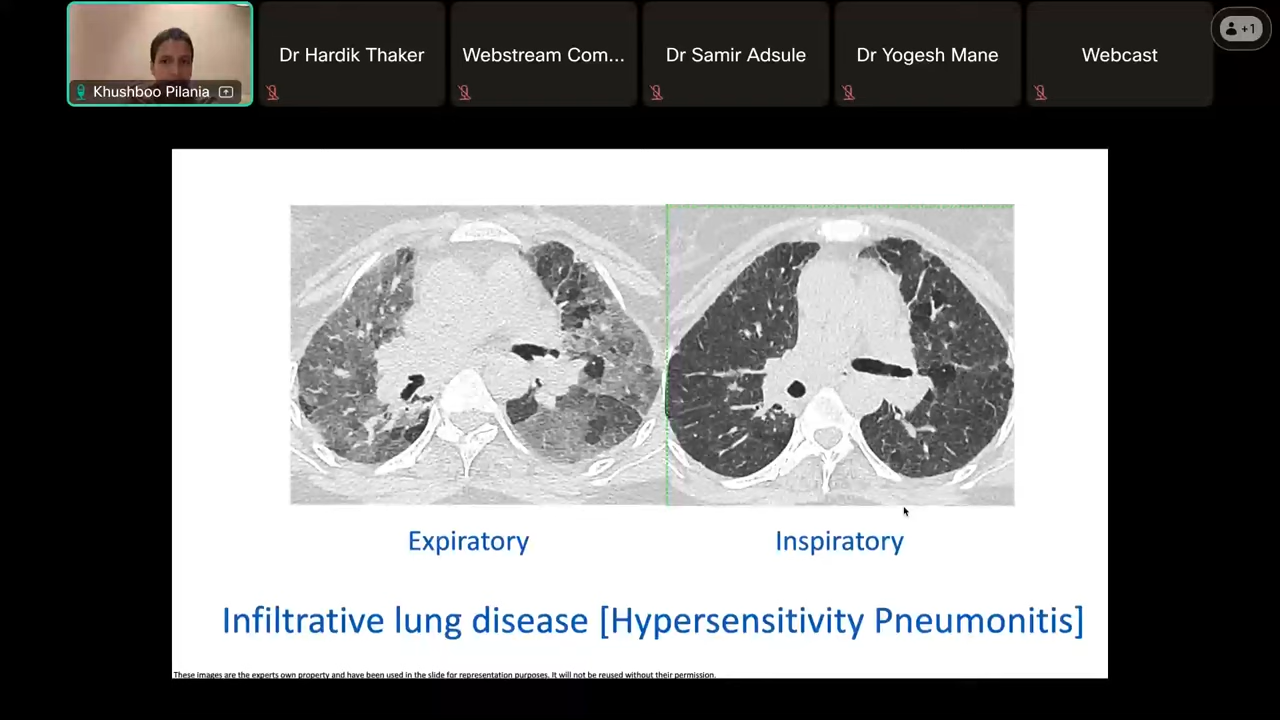 Khushboo Pilania
Dr Hardik Thaker
Webstream Com...
Dr Samir Adsule
Dr Yogesh Mane
Webcast
+1
Expiratory
Inspiratory
Infiltrative lung disease [Hypersensitivity Pneumonitis]
These images are the experts own property and have been used in the slide for representation purposes. It will not be reused without their permission.